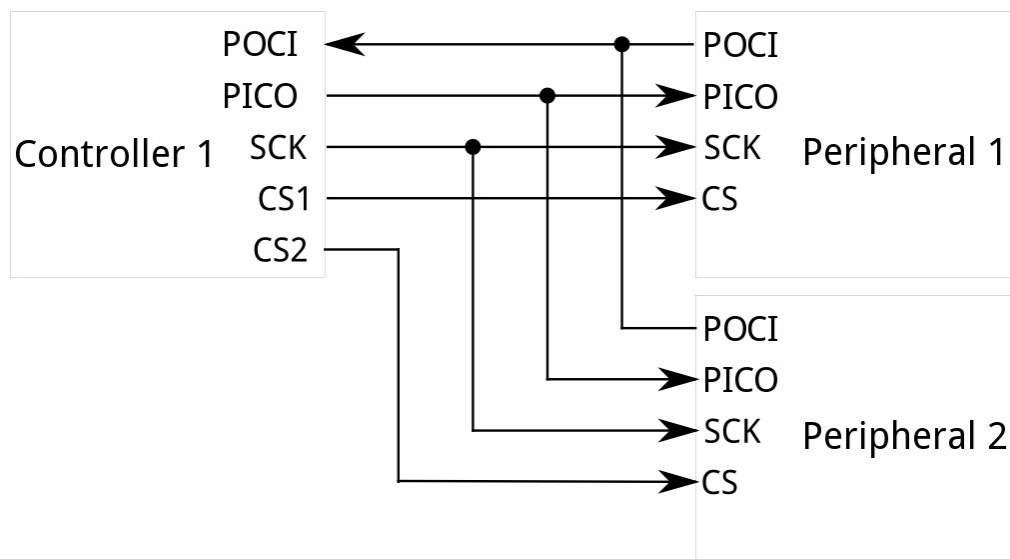 POCI
PICO
Controller 1
SCK
CS1
CS2
POCI
PICO
SCK
Peripheral 1
CS
POCI
PICO
SCK
Peripheral 2
CS